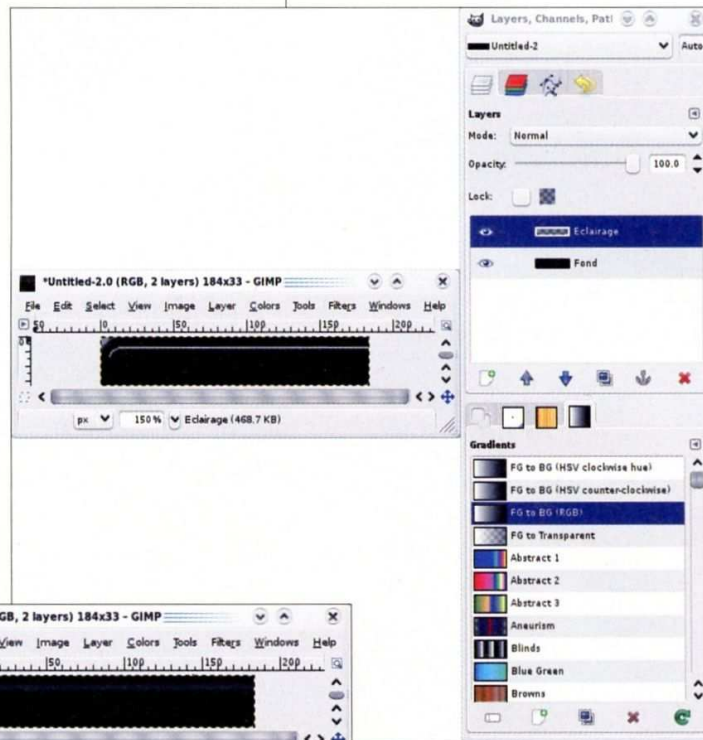 Layers, Channels, Pat
Untitled-2
Auto
Layers
Mode: Normal
Opacity: 100.0
Lock:
Eclairage
Fond
*Untitled-2.0 (RGB, 2 layers) 184x33 - GIMP
File Edit Select View Image Layer Colors Tools Filters Windows Help
50 0 50 100 150 200
0
px 150% Eclairage (468.7 KB)
Gradients
FG to BG (HSV clockwise hue)
FG to BG (HSV counter-clockwise)
FG to BG (RGB)
FG to Transparent
Abstract 1
Abstract 2
Abstract 3
Aneurism
Blinds
Blue Green
Browns
GB, 2 layers) 184x33 - GIMP
View Image Layer Colors Tools Filters Windows Help
50 100 150 200